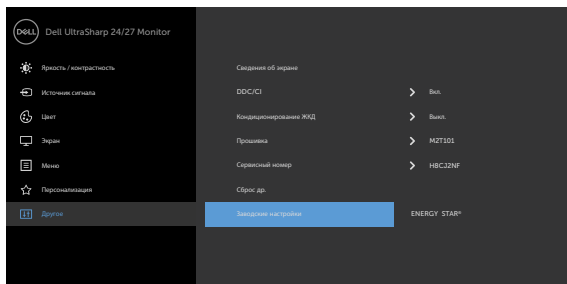 DELL
Dell UltraSharp 24/27 Monitor
Яркость / контрастность
Сведения об экране
Источник сигнала
DDC/CI
Вкл.
Цвет
Кондиционирование ЖКД
Выкл.
Экран
Прошивка
M2T101
Меню
Сервисный номер
H8CJ2NF
Персонализация
Сброс др.
Другое
Заводские настройки
ENERGY STAR®